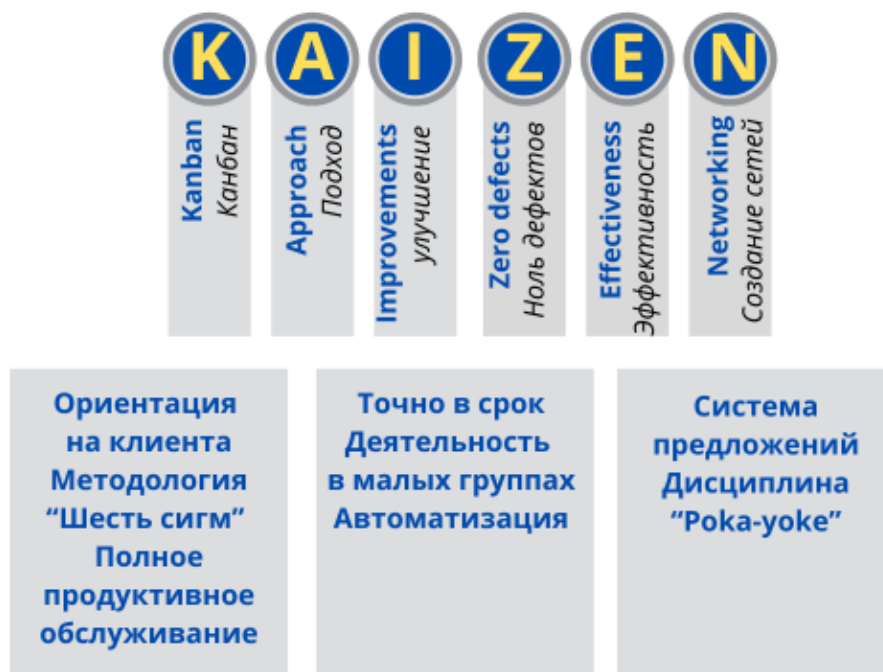 K A I Z E N
Kanban
Канбан
Approach
Подход
Improvements
улучшение
Zero defects
Ноль дефектов
Effectiveness
Эффективность
Networking
Создание сетей
Ориентация
на клиента
Методология
“Шесть сигм”
Полное
продуктивное
обслуживание
Точно в срок
Деятельность
в малых группах
Автоматизация
Система
предложений
Дисциплина
“Poka-yoke”